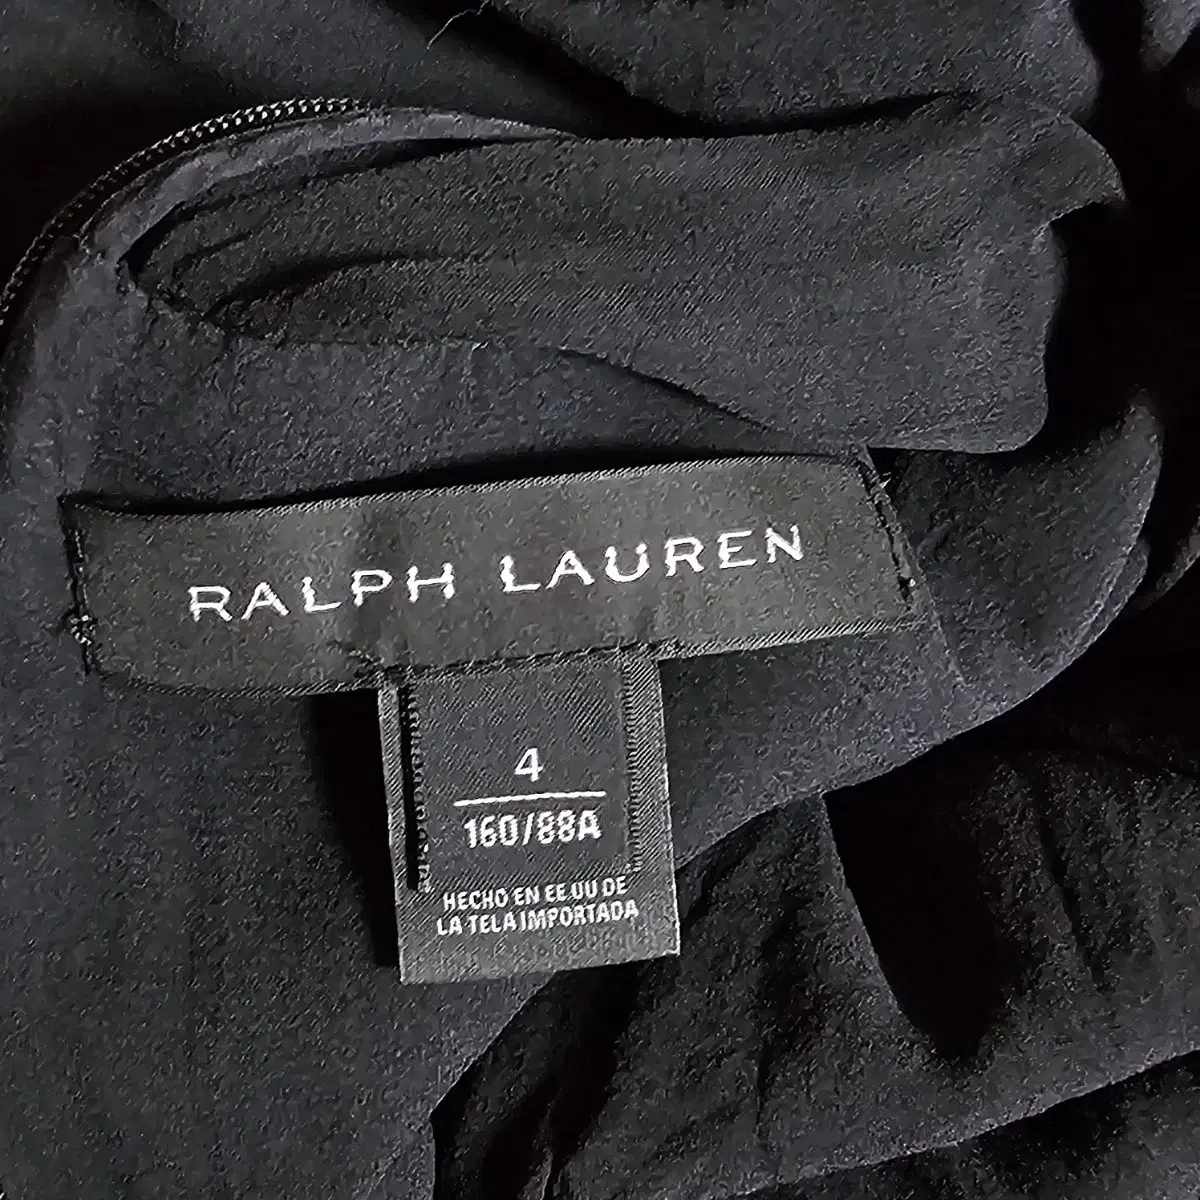 RALPH LAUREN
4
160/88A
HECHO EN EE.UU DE
LA TELA IMPORTADA